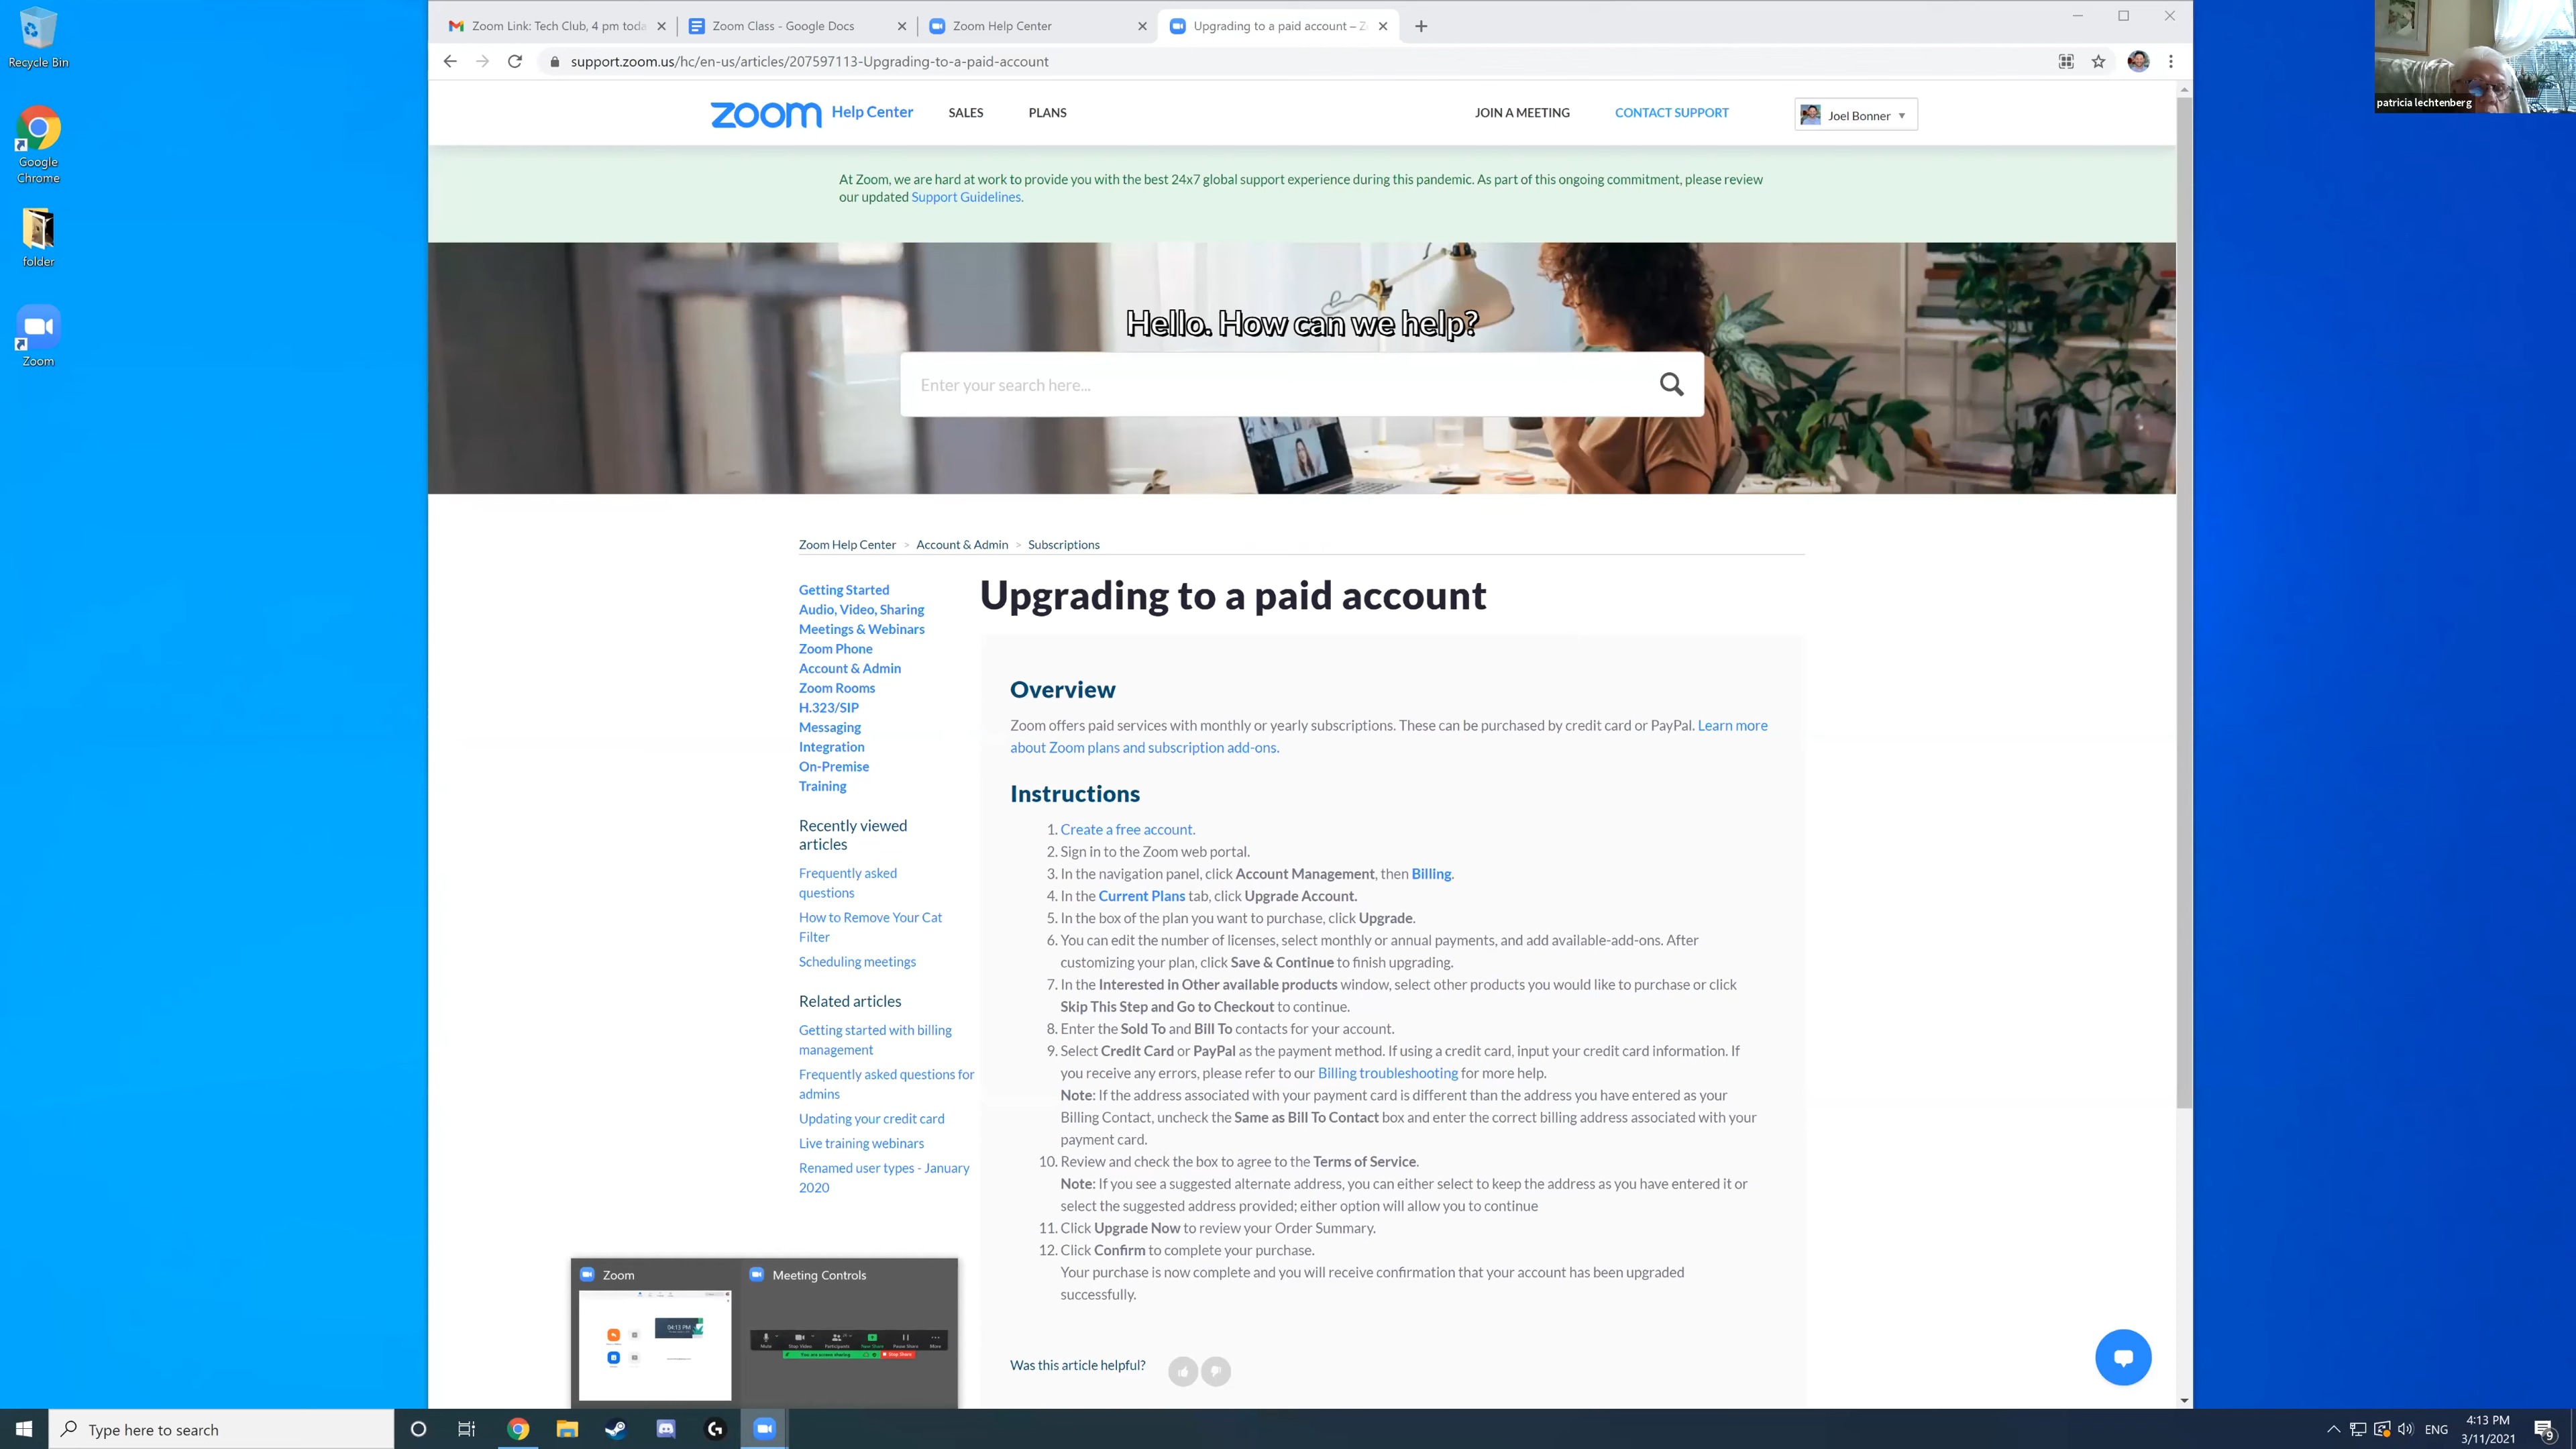 Recycle Bin
Google
Chrome
folder
Zoom
Zoom Link: Tech Club, 4 pm toda
Zoom Class - Google Docs
Zoom Help Center
Upgrading to a paid account – Z
support.zoom.us/hc/en-us/articles/207597113-Upgrading-to-a-paid-account
patricia lechtenberg
zoom Help Center
SALES
PLANS
JOIN A MEETING
CONTACT SUPPORT
Joel Bonner
At Zoom, we are hard at work to provide you with the best 24x7 global support experience during this pandemic. As part of this ongoing commitment, please review
our updated Support Guidelines.
Hello. How can we help?
Enter your search here...
Zoom Help Center > Account & Admin > Subscriptions
Getting Started
Audio, Video, Sharing
Meetings & Webinars
Zoom Phone
Account & Admin
Zoom Rooms
H.323/SIP
Messaging
Integration
On-Premise
Training
Recently viewed
articles
Frequently asked
questions
How to Remove Your Cat
Filter
Scheduling meetings
Related articles
Getting started with billing
management
Frequently asked questions for
admins
Updating your credit card
Live training webinars
Renamed user types - January
2020
Upgrading to a paid account
Overview
Zoom offers paid services with monthly or yearly subscriptions. These can be purchased by credit card or PayPal. Learn more
about Zoom plans and subscription add-ons.
Instructions
1. Create a free account.
2. Sign in to the Zoom web portal.
3. In the navigation panel, click Account Management, then Billing.
4. In the Current Plans tab, click Upgrade Account.
5. In the box of the plan you want to purchase, click Upgrade.
6. You can edit the number of licenses, select monthly or annual payments, and add available-add-ons. After
customizing your plan, click Save & Continue to finish upgrading.
7. In the Interested in Other available products window, select other products you would like to purchase or click
Skip This Step and Go to Checkout to continue.
8. Enter the Sold To and Bill To contacts for your account.
9. Select Credit Card or PayPal as the payment method. If using a credit card, input your credit card information. If
you receive any errors, please refer to our Billing troubleshooting for more help.
Note: If the address associated with your payment card is different than the address you have entered as your
Billing Contact, uncheck the Same as Bill To Contact box and enter the correct billing address associated with your
payment card.
10. Review and check the box to agree to the Terms of Service.
Note: If you see a suggested alternate address, you can either select to keep the address as you have entered it or
select the suggested address provided; either option will allow you to continue
11. Click Upgrade Now to review your Order Summary.
12. Click Confirm to complete your purchase.
Your purchase is now complete and you will receive confirmation that your account has been upgraded
successfully.
Was this article helpful?
Zoom
04:13 PM
Meeting Controls
Mute
Stop Video
Participants
New Share
Pause Share
More
You are screen sharing
Stop Share
Type here to search
ENG
4:13 PM
3/11/2021
9